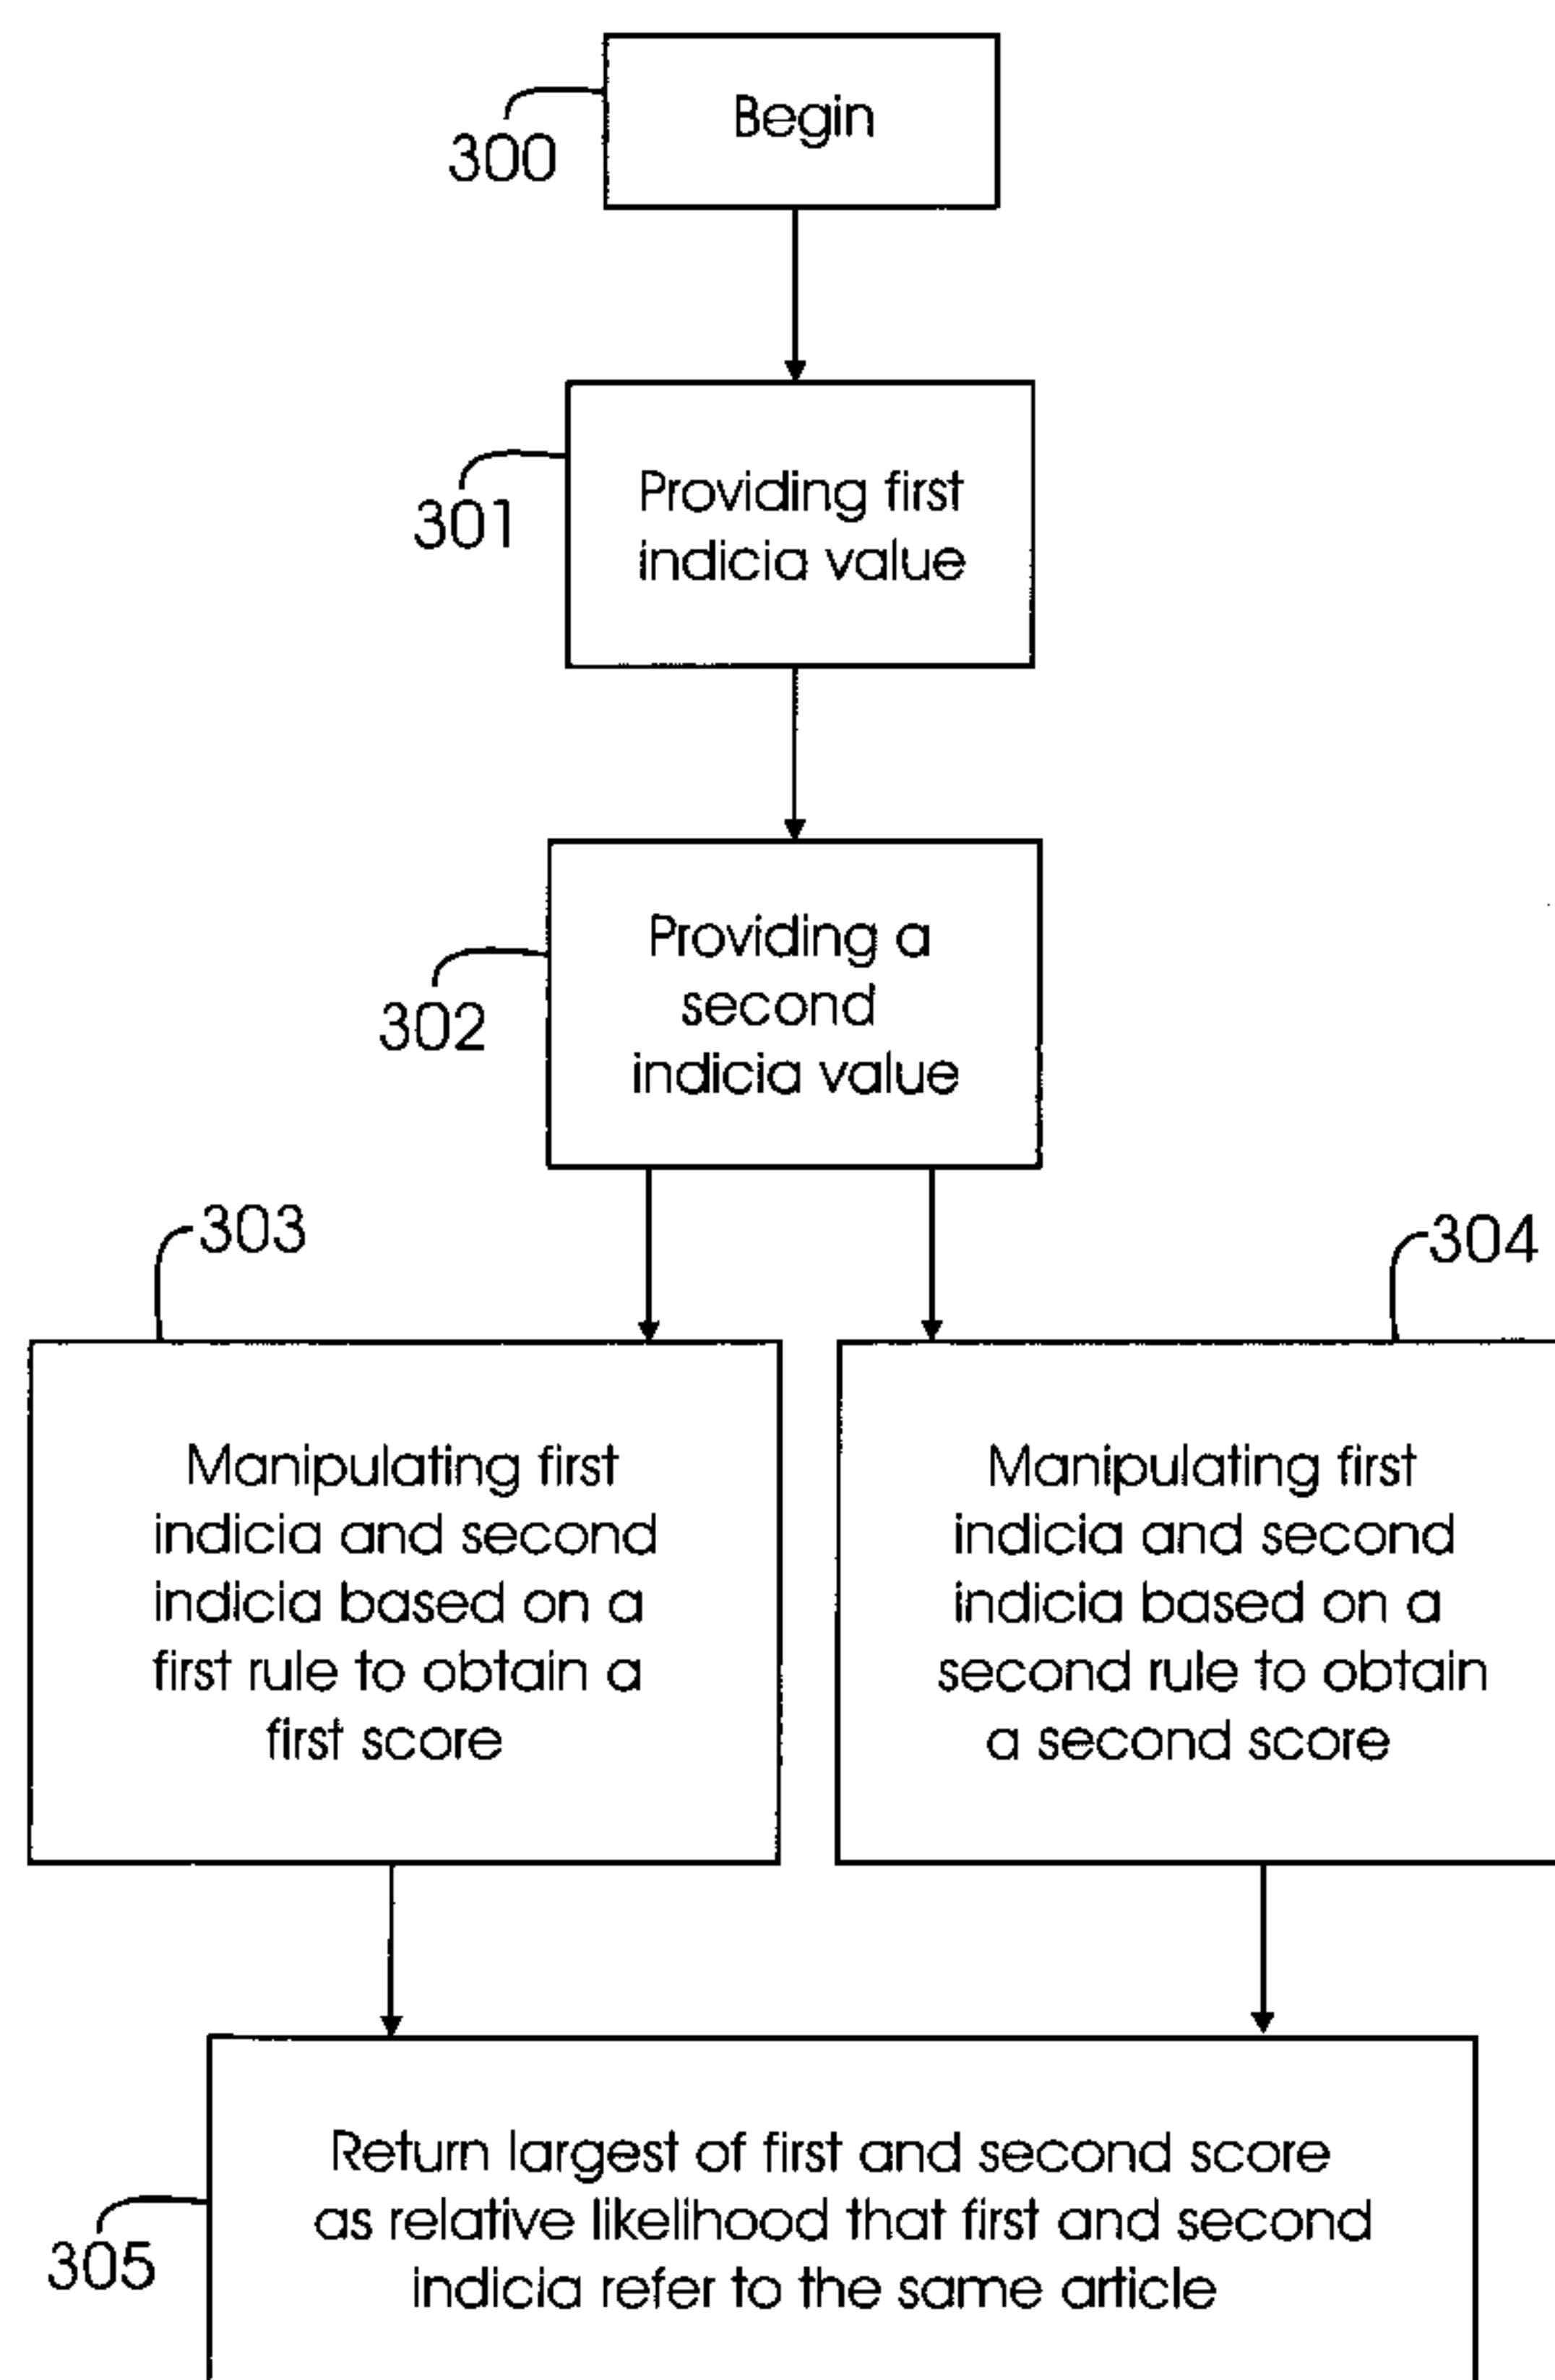 Begin
300
Providing first
indicia value
301
Providing a
second
indicia value
302
303
304
Manipulating first
indicia and second
indicia based on a
first rule to obtain a
first score
Manipulating first
indicia and second
indicia based on a
second rule to obtain
a second score
Return largest of first and second score
as relative likelihood that first and second
indicia refer to the same article
305